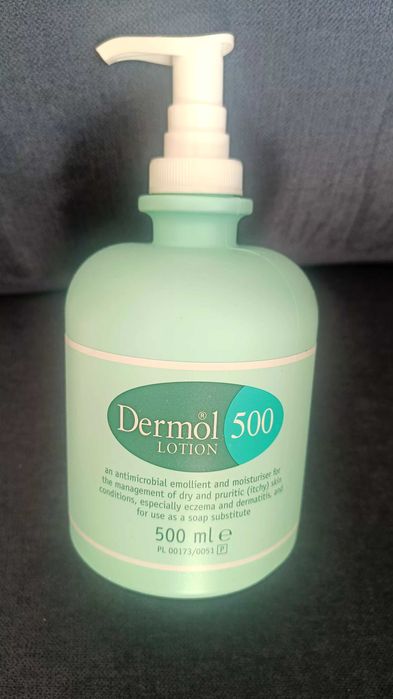 Dermol® 500
LOTION
an antimicrobial emollient and moisturiser for
the management of dry and pruritic (itchy) skin
conditions, especially eczema and dermatitis, and
for use as a soap substitute
500 ml ℮
PL 00173/0051 P